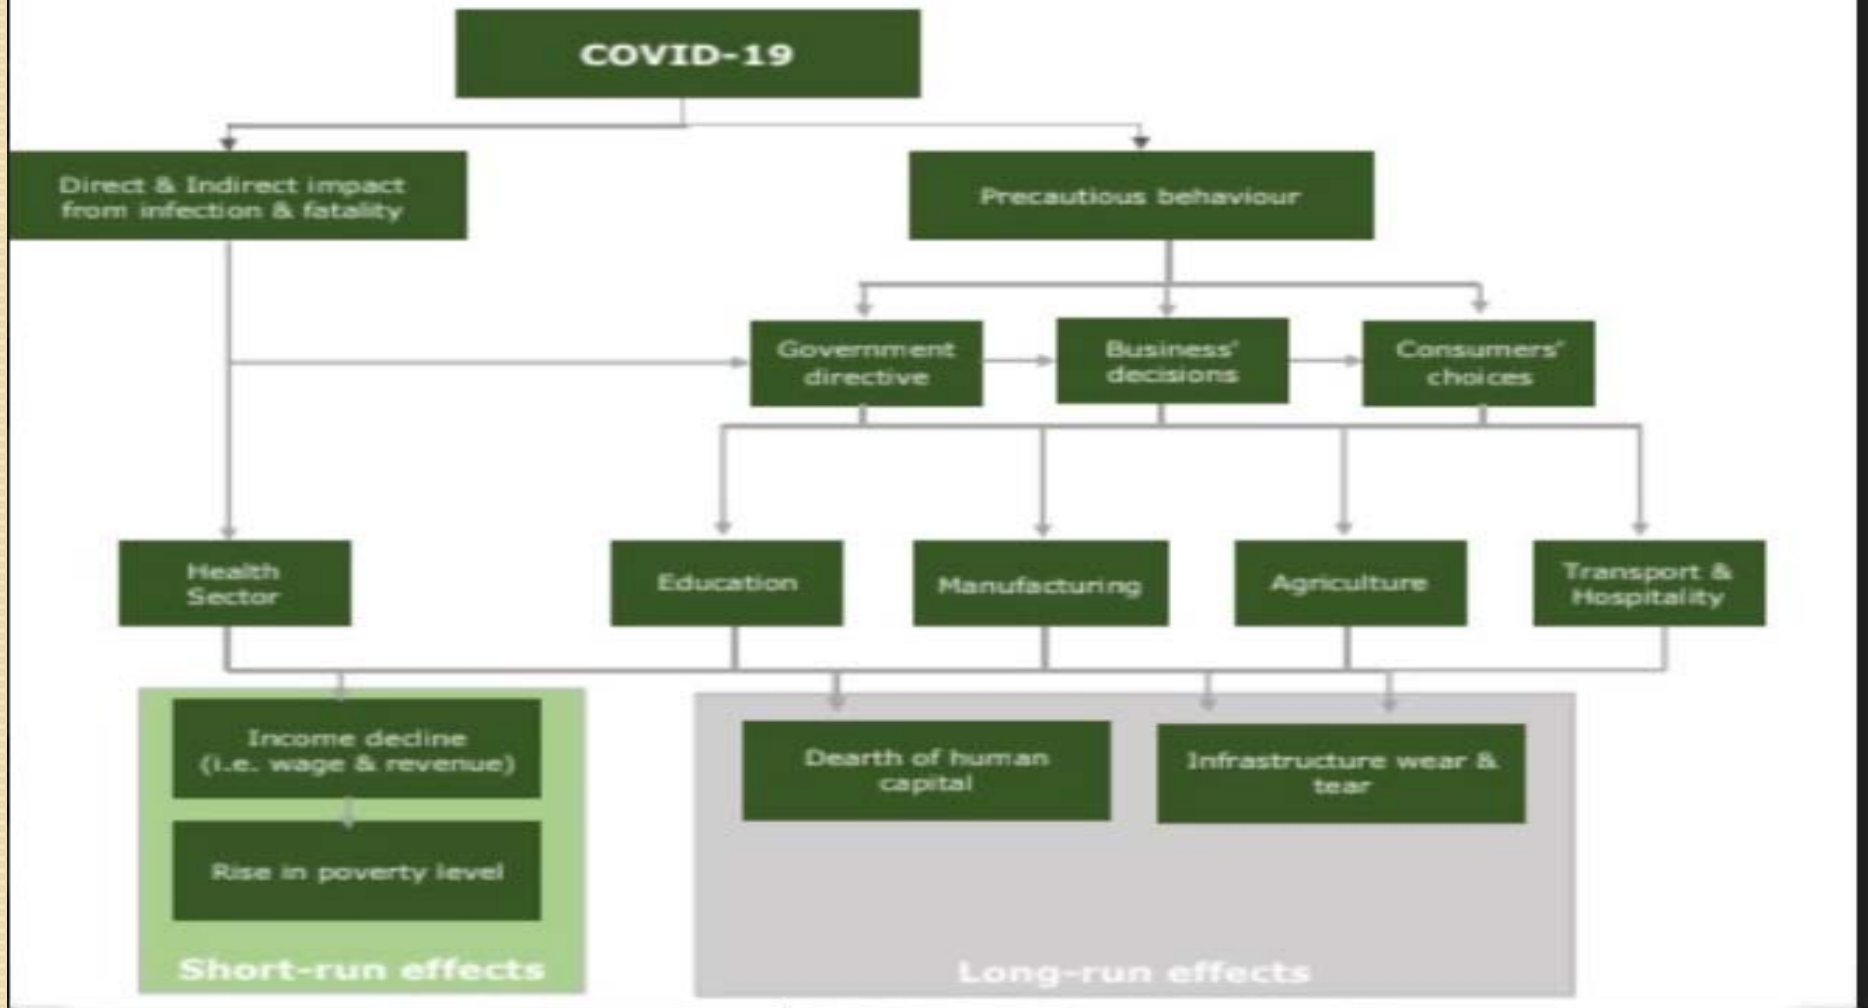 COVID-19
Direct & Indirect impact
from infection & fatality
Precautious behaviour
Government
directive
Business'
decisions
Consumers'
choices
Health
Sector
Education
Manufacturing
Agriculture
Transport &
Hospitality
Income decline
(i.e. wage & revenue)
Dearth of human
capital
Infrastructure wear &
tear
Rise in poverty level
Short-run effects
Long-run effects